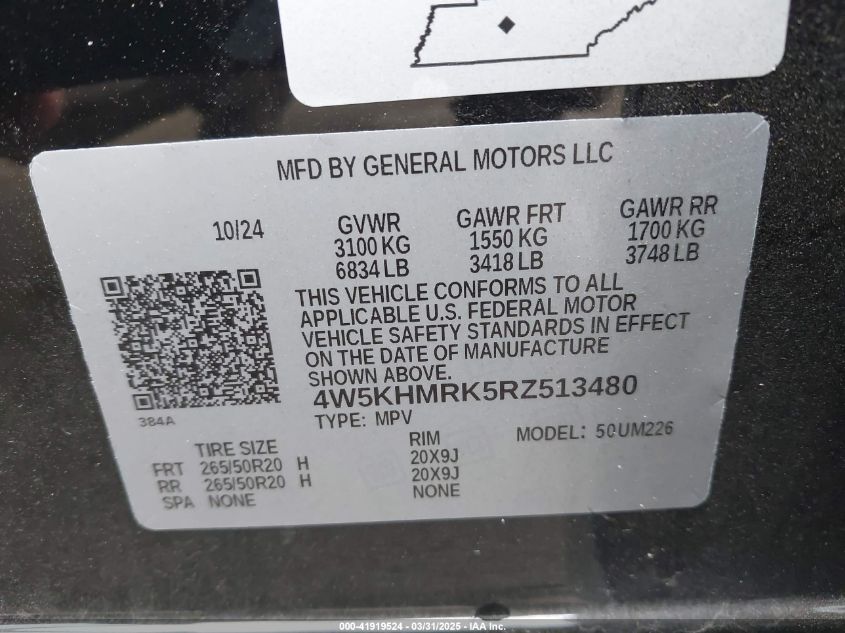 MFD BY GENERAL MOTORS LLC
10/24
GVWR
3100 KG
6834 LB
GAWR FRT
1550 KG
3418 LB
GAWR RR
1700 KG
3748 LB
THIS VEHICLE CONFORMS TO ALL
APPLICABLE U.S. FEDERAL MOTOR
VEHICLE SAFETY STANDARDS IN EFFECT
ON THE DATE OF MANUFACTURE
SHOWN ABOVE.
4W5KHMRK5RZ513480
384A
TYPE: MPV
MODEL: 50UM226
TIRE SIZE RIM
FRT 265/50R20 H 20X9J
RR 265/50R20 H 20X9J
SPA NONE NONE
000-41919524 - 03/31/2025 - IAA Inc.